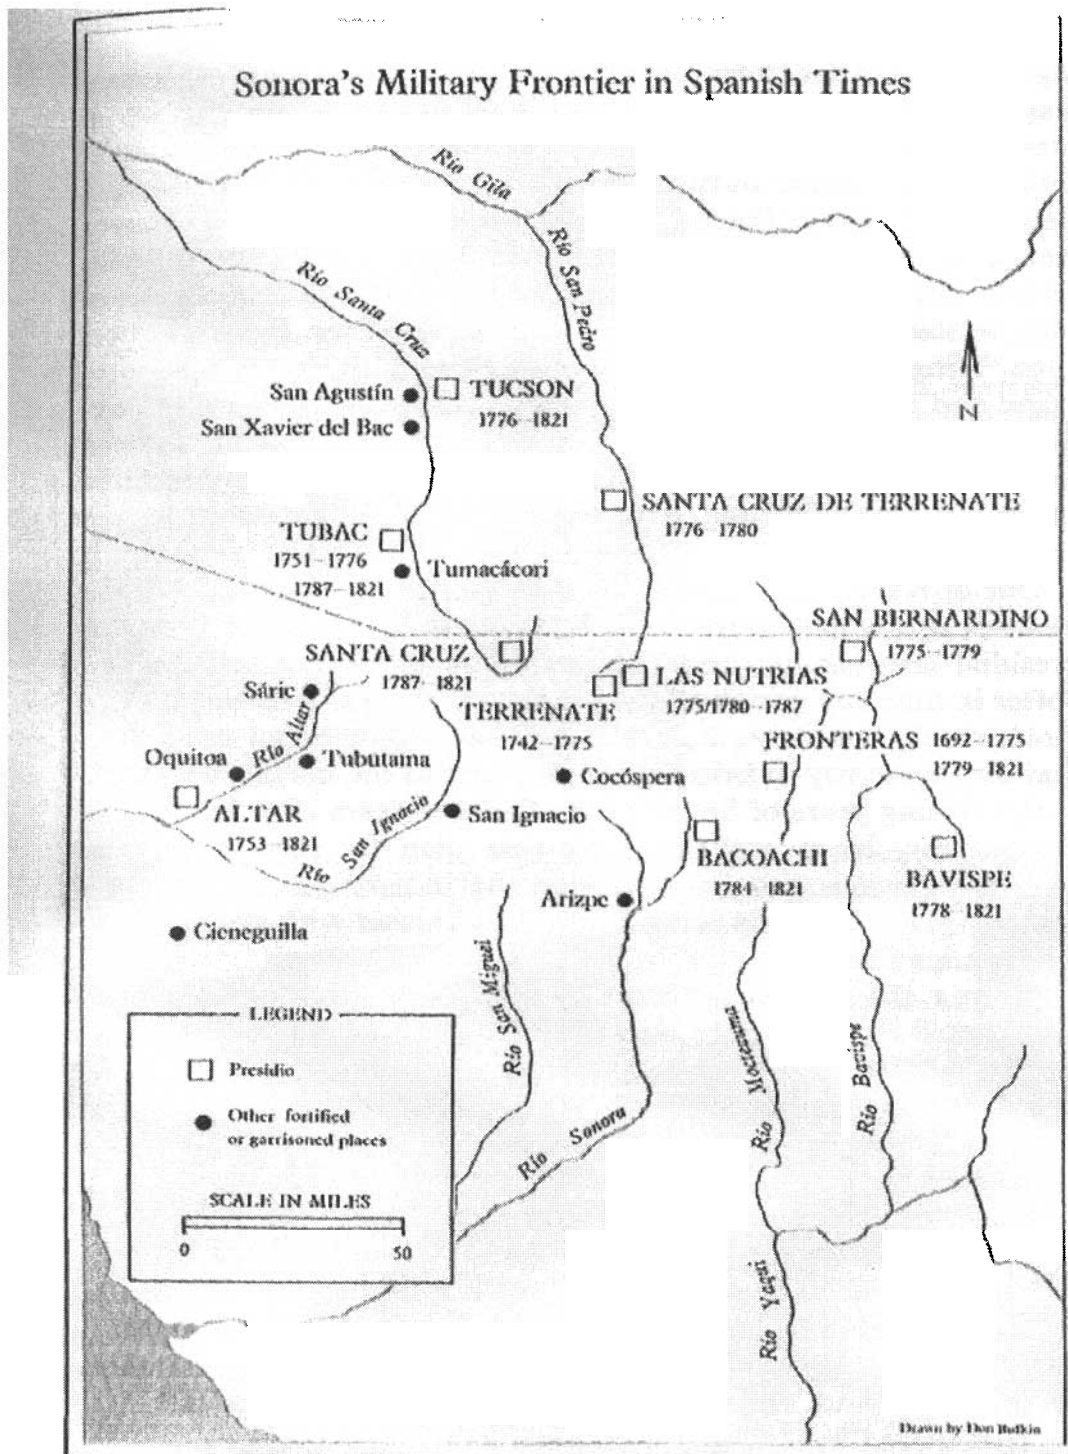 Sonora's Military Frontier in Spanish Times
Río Gila
Río San Pedro
Río Santa Cruz
San Agustín
TUCSON
1776–1821
San Xavier del Bac
SANTA CRUZ DE TERRENATE
1776–1780
TUBAC
1751–1776
1787–1821
Tumacácori
N
SAN BERNARDINO
1775–1779
SANTA CRUZ
1787–1821
LAS NUTRIAS
1775/1780–1787
Sáric
TERRENATE
1742–1775
Río Altar
FRONTERAS 1692–1775
1779–1821
Oquitoa
Tubutama
Cocóspera
ALTAR
1753–1821
San Ignacio
Río San Ignacio
BACOACHI
1784–1821
BAVISPE
1778–1821
Arizpe
Cieneguilla
Río San Miguel
Río Moctezuma
Río Bavispe
Río Sonora
Río Yaqui
LEGEND
Presidio
Other fortified
or garrisoned places
SCALE IN MILES
0 50
Drawn by Don Bufkin